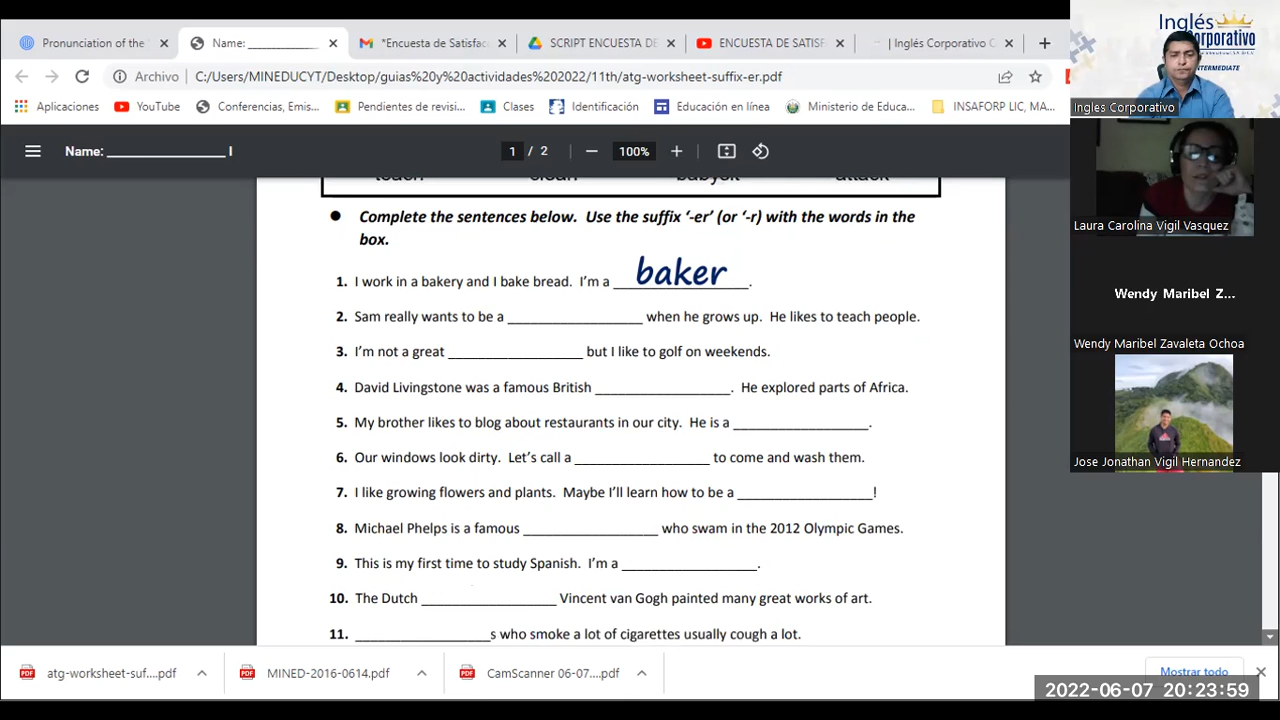 Pronunciation of the
Name: ____________
*Encuesta de Satisfa
SCRIPT ENCUESTA DE
ENCUESTA DE SATISF
| Inglés Corporativo C
Archivo
C:/Users/MINEDUCYT/Desktop/guias%20y%20actividades%202022/11th/atg-worksheet-suffix-er.pdf
Aplicaciones
YouTube
Conferencias, Emis...
Pendientes de revisi...
Clases
Identificación
Educación en línea
Ministerio de Educa...
INSAFORP LIC, MA...
Name: ________________ I
1 / 2
100%
teach clean babysit attack
● Complete the sentences below. Use the suffix '-er' (or '-r) with the words in the
box.
1. I work in a bakery and I bake bread. I'm a baker.
2. Sam really wants to be a __________________ when he grows up. He likes to teach people.
3. I'm not a great __________________ but I like to golf on weekends.
4. David Livingstone was a famous British __________________. He explored parts of Africa.
5. My brother likes to blog about restaurants in our city. He is a __________________.
6. Our windows look dirty. Let's call a __________________ to come and wash them.
7. I like growing flowers and plants. Maybe I'll learn how to be a __________________!
8. Michael Phelps is a famous __________________ who swam in the 2012 Olympic Games.
9. This is my first time to study Spanish. I'm a __________________.
10. The Dutch __________________ Vincent van Gogh painted many great works of art.
11. __________________s who smoke a lot of cigarettes usually cough a lot.
atg-worksheet-suf....pdf
MINED-2016-0614.pdf
CamScanner 06-07....pdf
Mostrar todo
Inglés
Corporativo
INTERMEDIATE
Ingles Corporativo
Laura Carolina Vigil Vasquez
Wendy Maribel Z...
Wendy Maribel Zavaleta Ochoa
Jose Jonathan Vigil Hernandez
2022-06-07 20:23:59